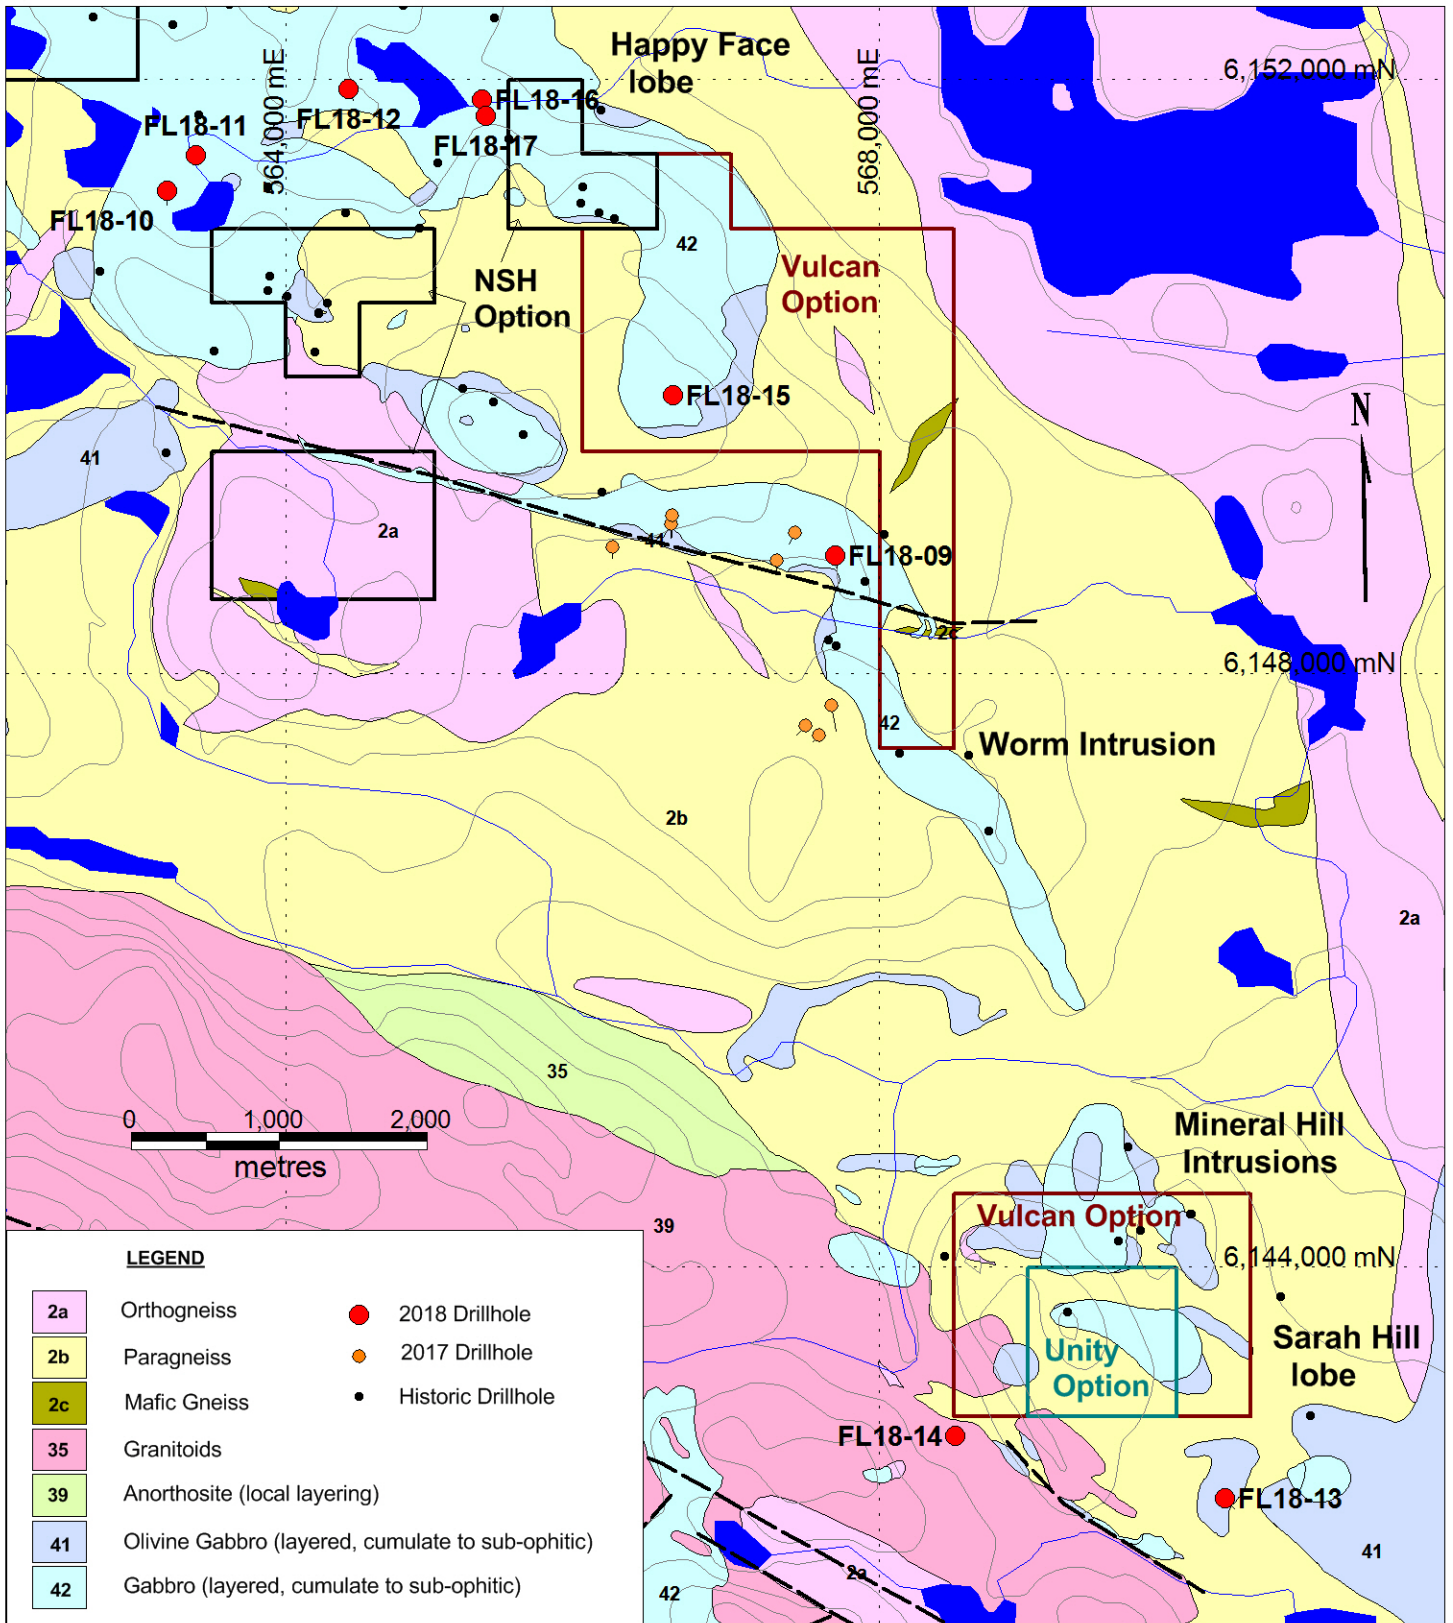 Happy Face
lobe
564,000 mE
568,000 mE
6,152,000 mN
FL18-16
FL18-12
FL18-11
FL18-17
FL18-10
42
Vulcan
Option
NSH
Option
FL18-15
N
41
2a
41
FL18-09
2c
6,148,000 mN
42
Worm Intrusion
2b
2a
35
0 1,000 2,000
metres
Mineral Hill
Intrusions
39
Vulcan Option
6,144,000 mN
Sarah Hill
lobe
Unity
Option
FL18-14
FL18-13
41
2a
42
LEGEND
2a Orthogneiss
2b Paragneiss
2c Mafic Gneiss
35 Granitoids
39 Anorthosite (local layering)
41 Olivine Gabbro (layered, cumulate to sub-ophitic)
42 Gabbro (layered, cumulate to sub-ophitic)
2018 Drillhole
2017 Drillhole
Historic Drillhole